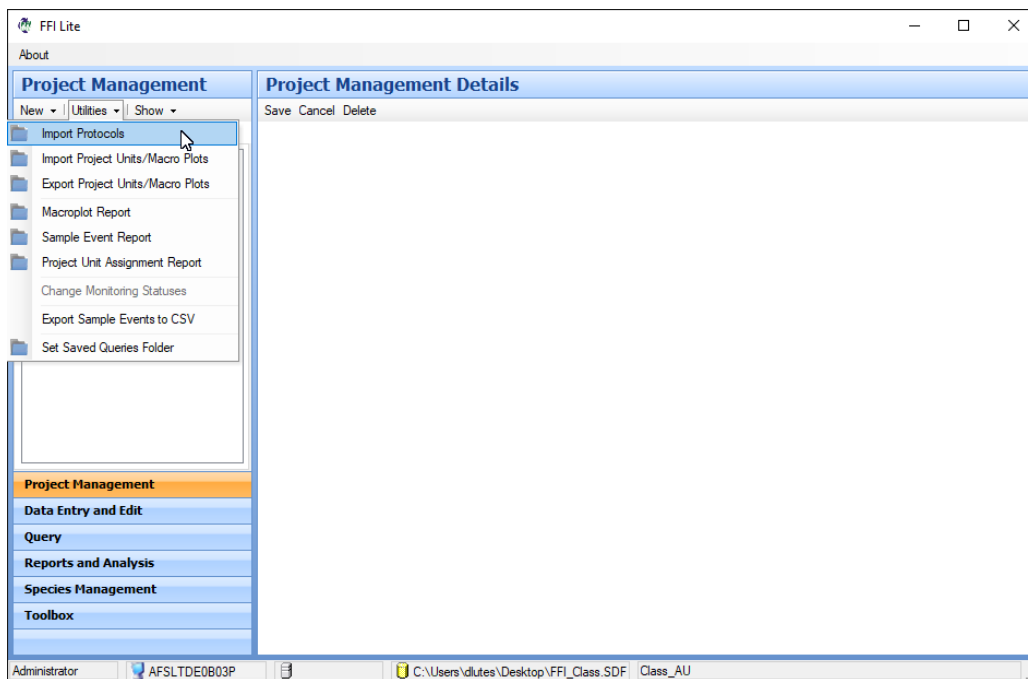 FFI Lite
About
Project Management
New Utilities Show
Import Protocols
Import Project Units/Macro Plots
Export Project Units/Macro Plots
Macroplot Report
Sample Event Report
Project Unit Assignment Report
Change Monitoring Statuses
Export Sample Events to CSV
Set Saved Queries Folder
Project Management
Data Entry and Edit
Query
Reports and Analysis
Species Management
Toolbox
Project Management Details
Save Cancel Delete
Administrator AFSLTDE0B03P C:\Users\dlutes\Desktop\FFI_Class.SDF Class_AU